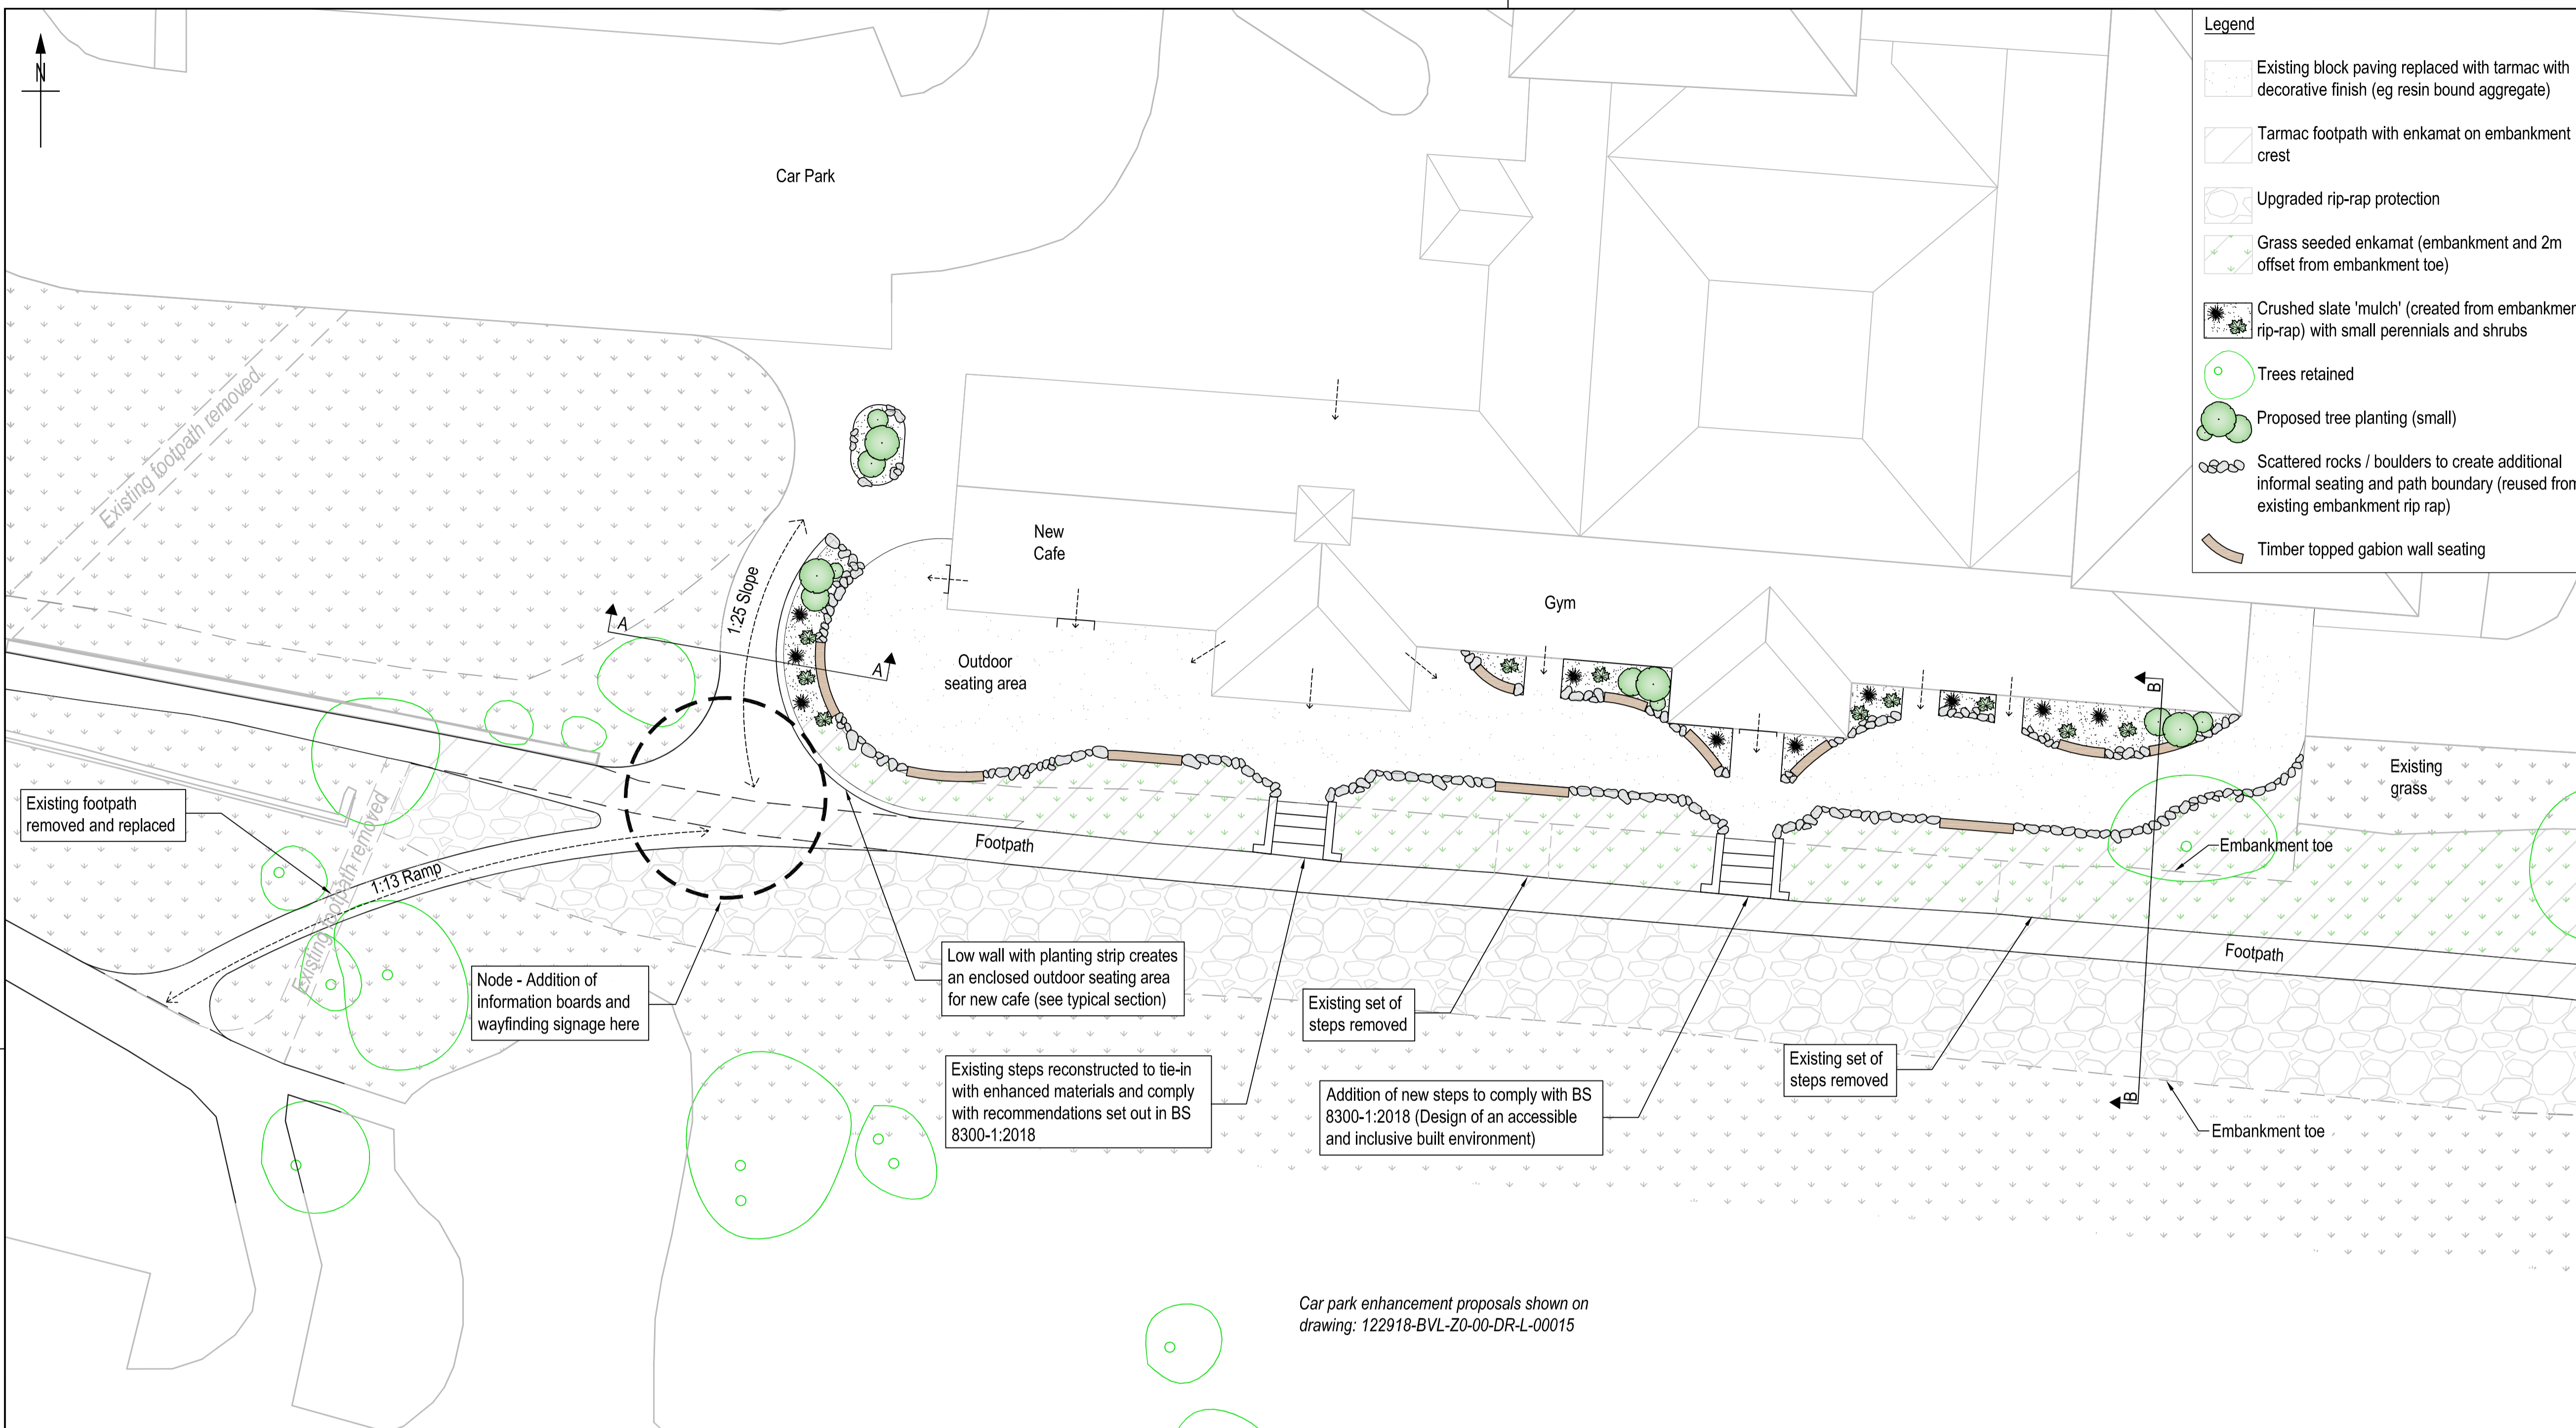 N
Car Park
Legend
Existing block paving replaced with tarmac with
decorative finish (eg resin bound aggregate)
Tarmac footpath with enkamat on embankment
crest
Upgraded rip-rap protection
Grass seeded enkamat (embankment and 2m
offset from embankment toe)
Crushed slate 'mulch' (created from embankmen
rip-rap) with small perennials and shrubs
Trees retained
Proposed tree planting (small)
Scattered rocks / boulders to create additional
informal seating and path boundary (reused from
existing embankment rip rap)
Timber topped gabion wall seating
Existing footpath removed
New
Cafe
1:25 Slope
Gym
A
A
Outdoor
seating area
B
Existing
grass
Existing footpath
removed and replaced
Existing footpath removed
1:13 Ramp
Footpath
Embankment toe
Footpath
Node - Addition of
information boards and
wayfinding signage here
Low wall with planting strip creates
an enclosed outdoor seating area
for new cafe (see typical section)
Existing set of
steps removed
Existing steps reconstructed to tie-in
with enhanced materials and comply
with recommendations set out in BS
8300-1:2018
Addition of new steps to comply with BS
8300-1:2018 (Design of an accessible
and inclusive built environment)
Existing set of
steps removed
B
Embankment toe
Car park enhancement proposals shown on
drawing: 122918-BVL-Z0-00-DR-L-00015